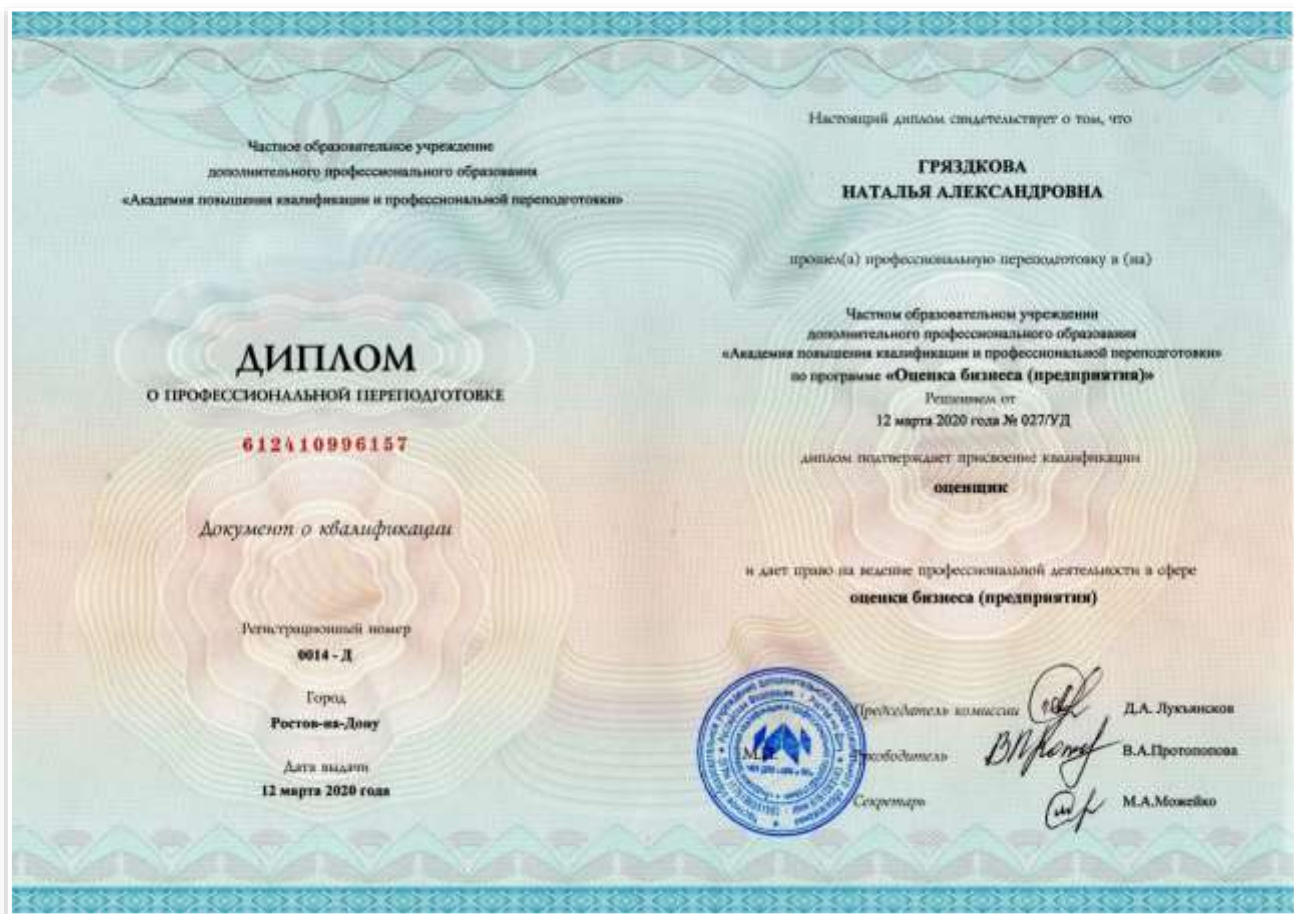 Частное образовательное учреждение
дополнительного профессионального образования
«Академия повышения квалификации и профессиональной переподготовки»
ДИПЛОМ
О ПРОФЕССИОНАЛЬНОЙ ПЕРЕПОДГОТОВКЕ
612410996157
Документ о квалификации
Регистрационный номер
0014 - Д
Город
Ростов-на-Дону
Дата выдачи
12 марта 2020 года
Настоящий диплом свидетельствует о том, что
ГРЯЗДКОВА
НАТАЛЬЯ АЛЕКСАНДРОВНА
прошел(а) профессиональную переподготовку в (на)
Частном образовательном учреждении
дополнительного профессионального образования
«Академия повышения квалификации и профессиональной переподготовки»
по программе «Оценка бизнеса (предприятия)»
Решением от
12 марта 2020 года № 027/УД
диплом подтверждает присвоение квалификации
оценщик
и дает право на ведение профессиональной деятельности в сфере
оценки бизнеса (предприятия)
Председатель комиссии Д.А. Лукьянсков
М.П.
Руководитель В.А.Протопопова
Секретарь М.А.Можейко